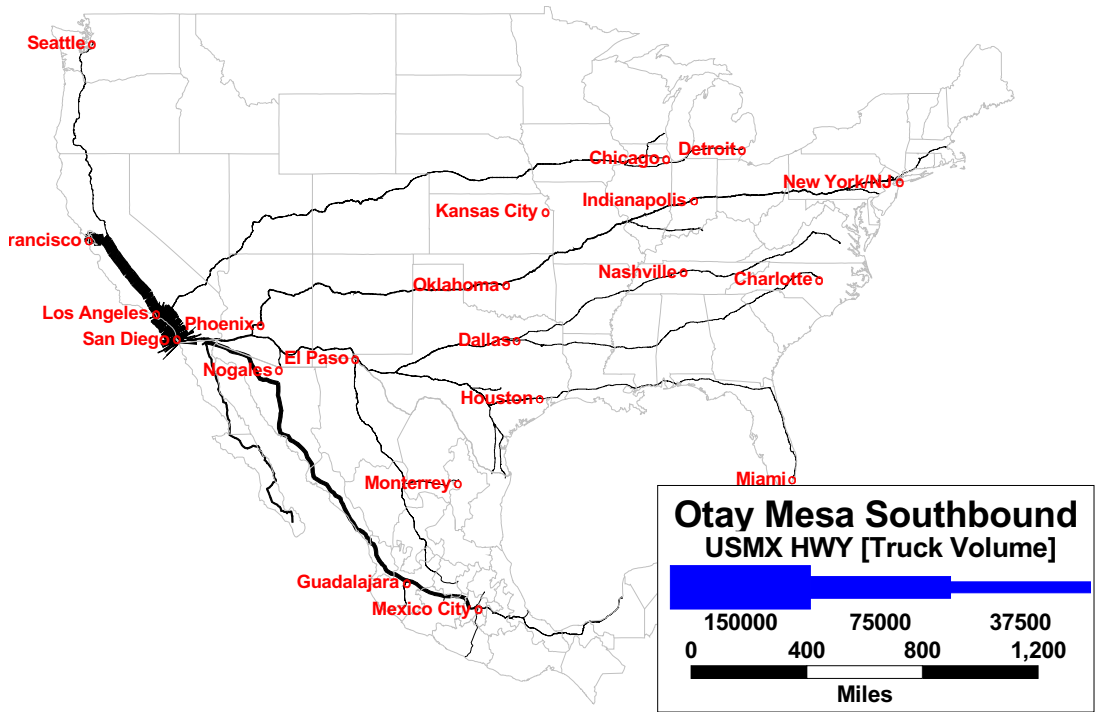 Seattle
Chicago
Detroit
New York/NJ
Indianapolis
Kansas City
rancisco
Nashville
Charlotte
Oklahoma
Los Angeles
Phoenix
San Diego
Dallas
El Paso
Nogales
Houston
Monterrey
Miami
Guadalajara
Mexico City
Otay Mesa Southbound
USMX HWY [Truck Volume]
150000 75000 37500
0 400 800 1,200
Miles